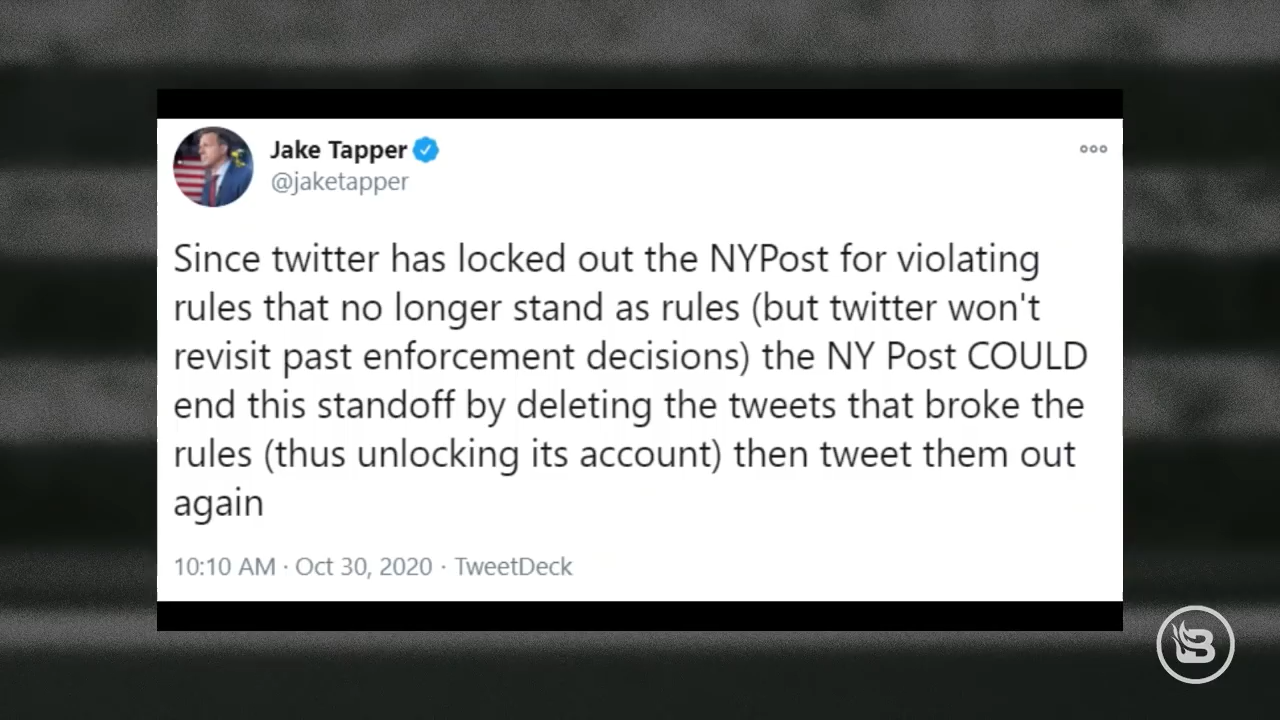 Jake Tapper
@jaketapper
Since twitter has locked out the NYPost for violating
rules that no longer stand as rules (but twitter won't
revisit past enforcement decisions) the NY Post COULD
end this standoff by deleting the tweets that broke the
rules (thus unlocking its account) then tweet them out
again
10:10 AM · Oct 30, 2020 · TweetDeck
B